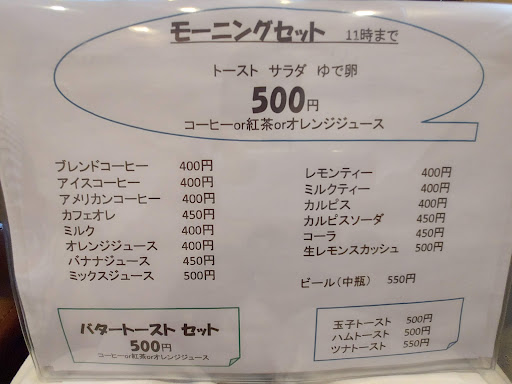 モーニングセット 11時まで
トースト サラダ ゆで卵
500円
コーヒーor紅茶orオレンジジュース
ブレンドコーヒー 400円
アイスコーヒー 400円
アメリカンコーヒー 400円
カフェオレ 450円
ミルク 400円
オレンジジュース 400円
バナナジュース 450円
ミックスジュース 500円
レモンティー 400円
ミルクティー 400円
カルピス 400円
カルピスソーダ 450円
コーラ 450円
生レモンスカッシュ 500円
ビール(中瓶) 550円
バタートースト セット
500円
コーヒーor紅茶orオレンジジュース
玉子トースト 500円
ハムトースト 500円
ツナトースト 550円